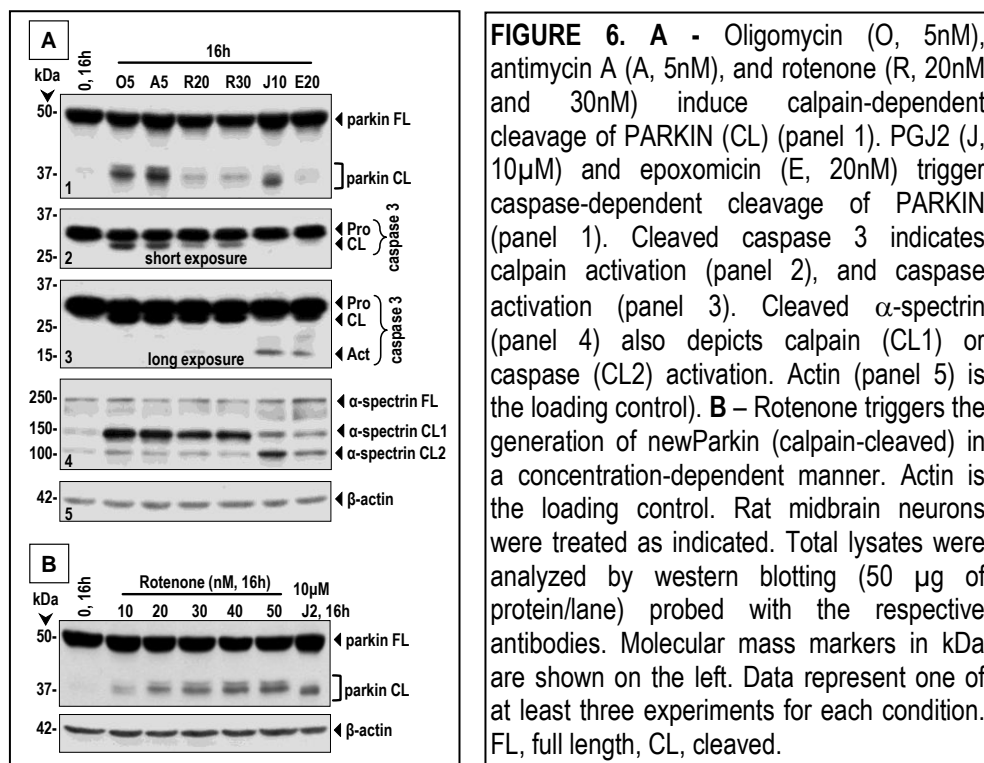 A
kDa
0, 16h
16h
O5 A5 R20 R30 J10 E20
50-
parkin FL
37-
parkin CL
1
37-
Pro
CL
caspase 3
25-
2
short exposure
37-
Pro
25-
CL
caspase 3
15-
Act
3
long exposure
250-
α-spectrin FL
150-
α-spectrin CL1
100-
α-spectrin CL2
4
42-
β-actin
5
B
kDa
0, 16h
Rotenone (nM, 16h)
10µM
10 20 30 40 50 J2, 16h
50-
parkin FL
37-
parkin CL
42-
β-actin
FIGURE 6. A - Oligomycin (O, 5nM),
antimycin A (A, 5nM), and rotenone (R, 20nM
and 30nM) induce calpain-dependent
cleavage of PARKIN (CL) (panel 1). PGJ2 (J,
10µM) and epoxomicin (E, 20nM) trigger
caspase-dependent cleavage of PARKIN
(panel 1). Cleaved caspase 3 indicates
calpain activation (panel 2), and caspase
activation (panel 3). Cleaved α-spectrin
(panel 4) also depicts calpain (CL1) or
caspase (CL2) activation. Actin (panel 5) is
the loading control). B – Rotenone triggers the
generation of newParkin (calpain-cleaved) in
a concentration-dependent manner. Actin is
the loading control. Rat midbrain neurons
were treated as indicated. Total lysates were
analyzed by western blotting (50 µg of
protein/lane) probed with the respective
antibodies. Molecular mass markers in kDa
are shown on the left. Data represent one of
at least three experiments for each condition.
FL, full length, CL, cleaved.